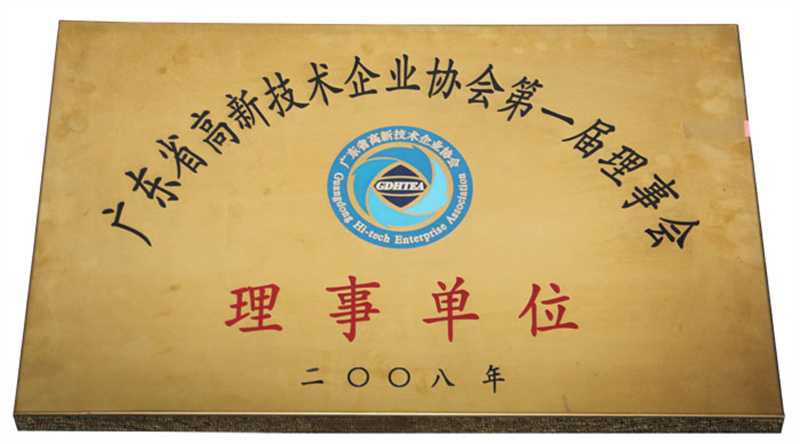 广东省高新技术企业协会第一届理事会
广东省高新技术企业协会
GDHTEA
Guangdong Hi-tech Enterprise Association
理事单位
二〇〇八年